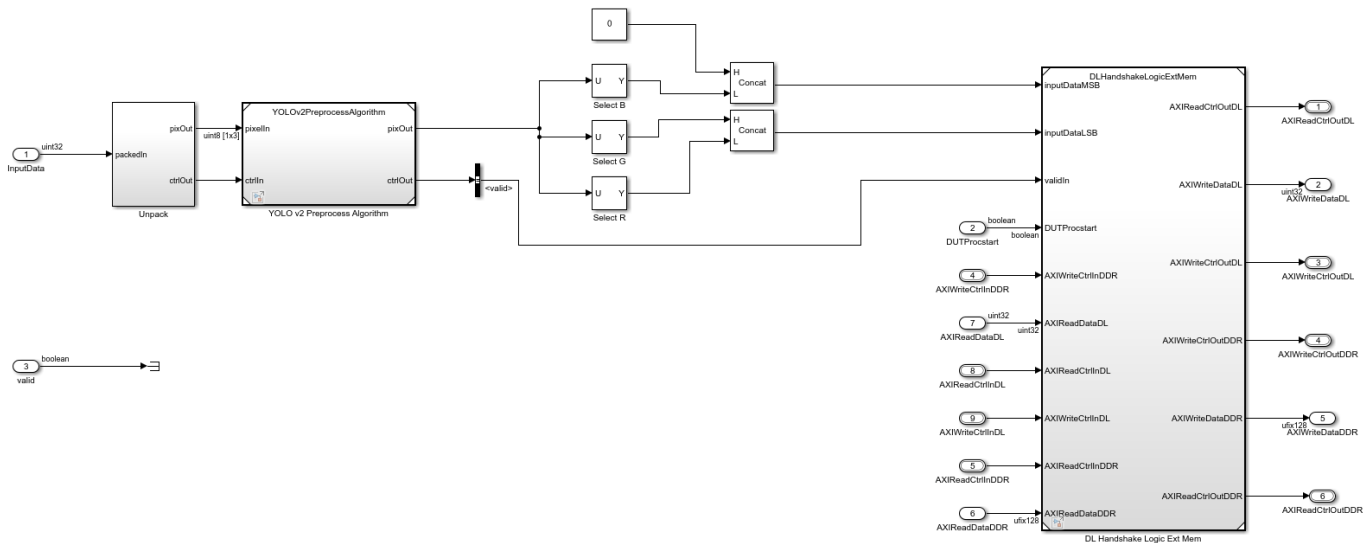 0
H
Concat
L
U Y
Select B
H
Concat
L
U Y
Select G
U Y
Select R
1
InputData
uint32
packedIn
pixOut
ctrlOut
Unpack
uint8 [1x3]
YOLOv2PreprocessAlgorithm
pixelIn
pixOut
ctrlIn
ctrlOut
YOLO v2 Preprocess Algorithm
<valid>
3
valid
boolean
2
DUTProcstart
boolean
boolean
4
AXIWriteCtrlInDDR
7
AXIReadDataDL
uint32
uint32
8
AXIReadCtrlInDL
9
AXIWriteCtrlInDL
5
AXIReadCtrlInDDR
6
AXIReadDataDDR
ufix128
DLHandshakeLogicExtMem
inputDataMSB
inputDataLSB
validIn
DUTProcstart
AXIWriteCtrlInDDR
AXIReadDataDL
AXIReadCtrlInDL
AXIWriteCtrlInDL
AXIReadCtrlInDDR
AXIReadDataDDR
AXIReadCtrlOutDL
AXIWriteDataDL
AXIWriteCtrlOutDL
AXIWriteCtrlOutDDR
AXIWriteDataDDR
AXIReadCtrlOutDDR
DL Handshake Logic Ext Mem
1
AXIReadCtrlOutDL
2
uint32
AXIWriteDataDL
3
AXIWriteCtrlOutDL
4
AXIWriteCtrlOutDDR
5
ufix128
AXIWriteDataDDR
6
AXIReadCtrlOutDDR